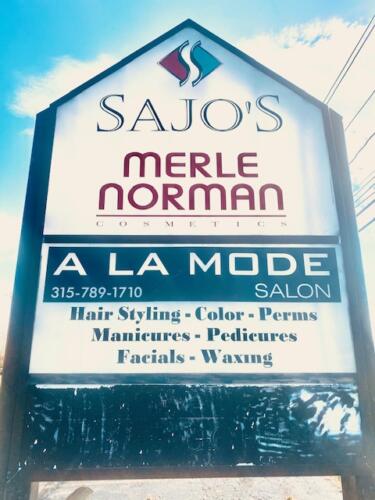 SAJO'S
MERLE
NORMAN
COSMETICS
A LA MODE
315-789-1710 SALON
Hair Styling - Color - Perms
Manicures - Pedicures
Facials - Waxing